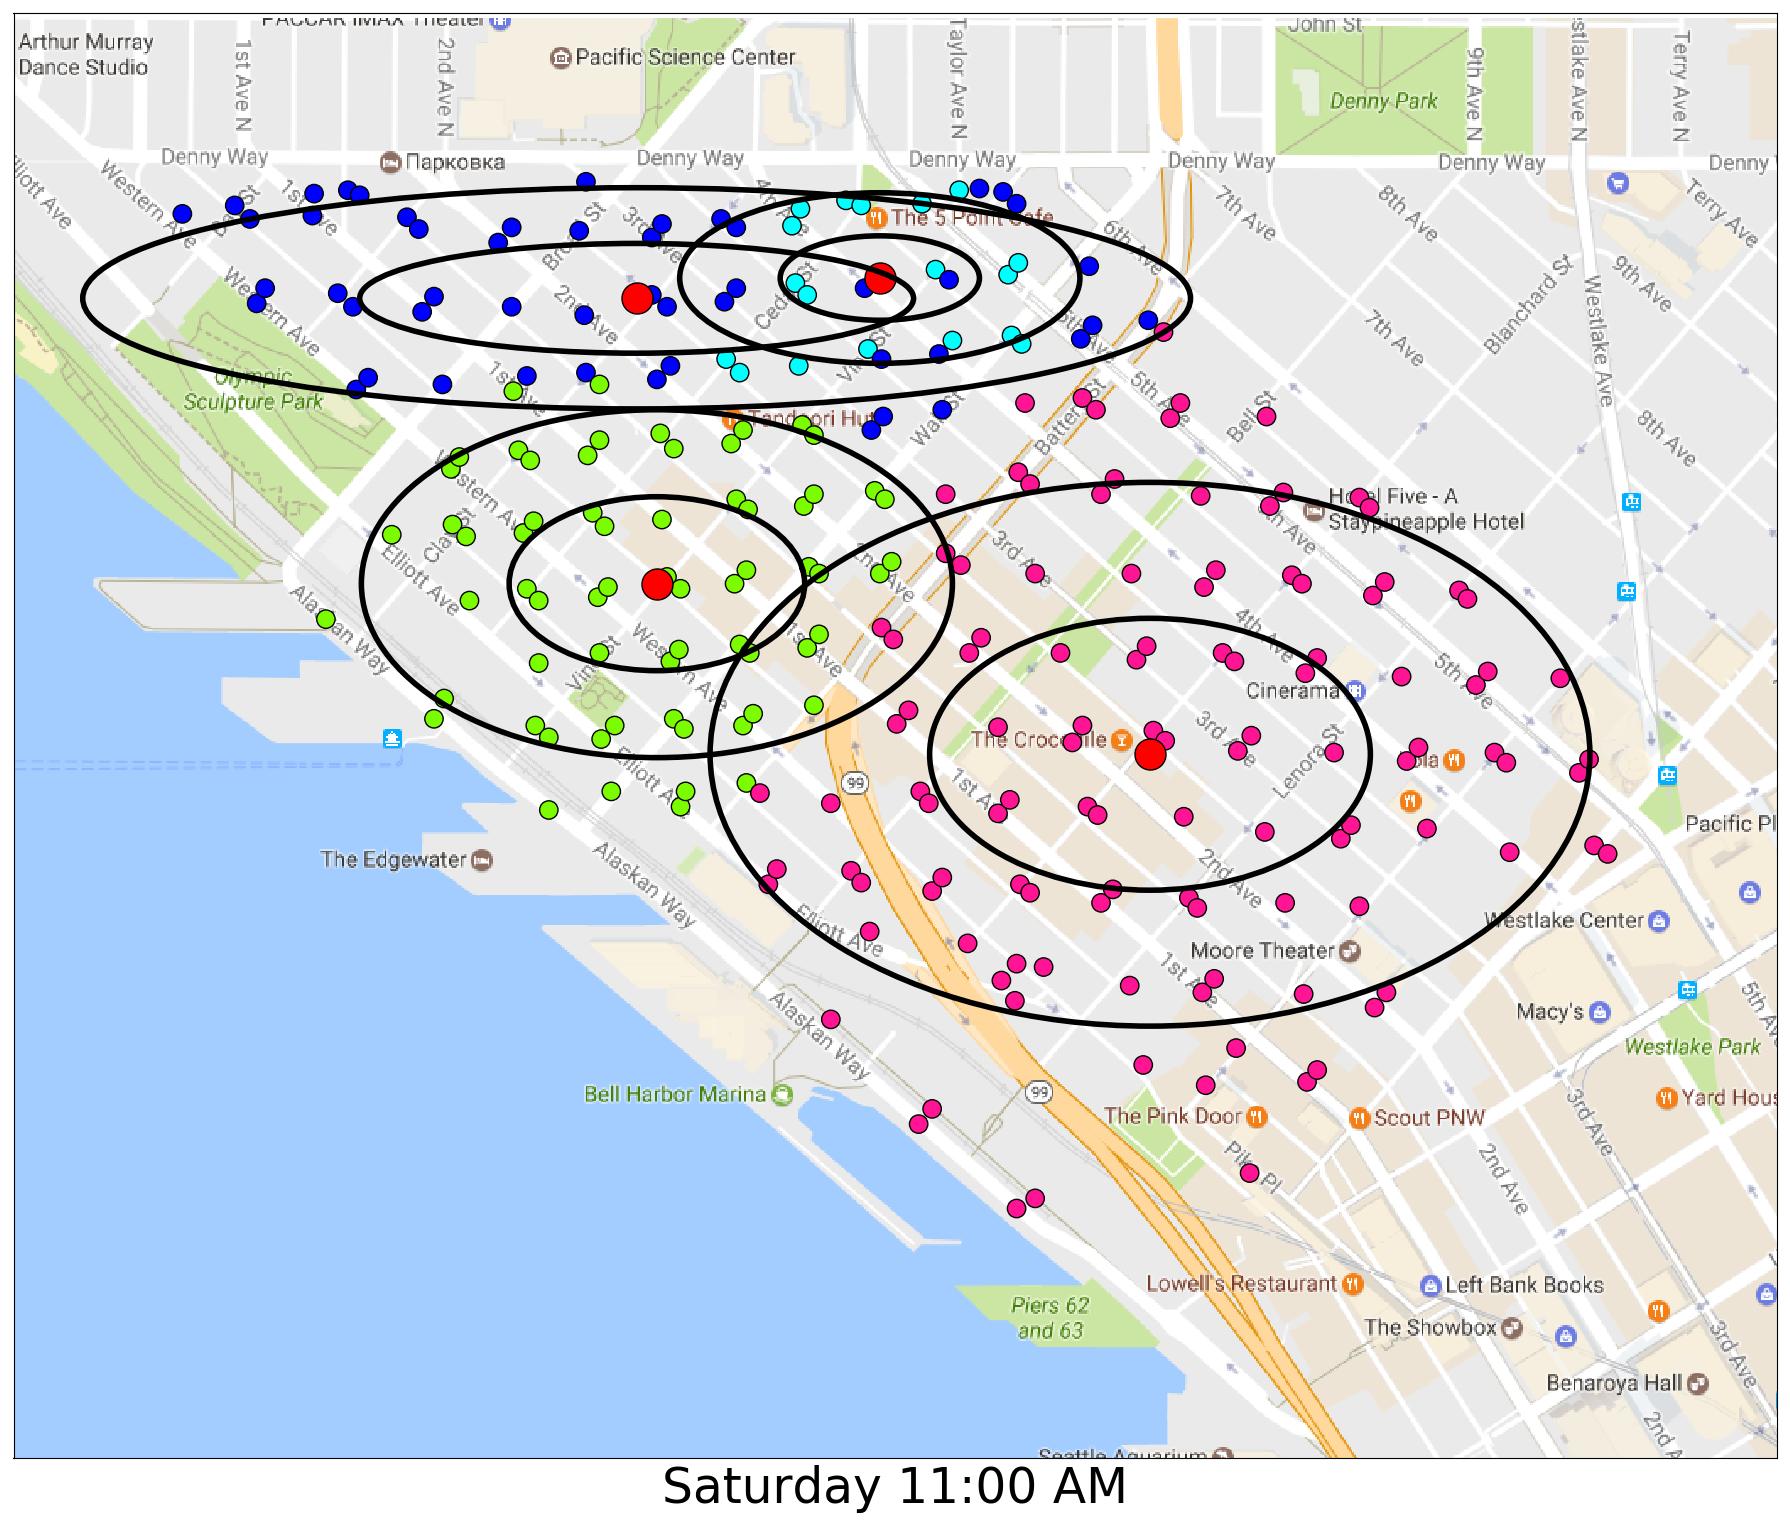 PACCAR IMAX Theater
John St
Arthur Murray
Dance Studio
1st Ave N
2nd Ave N
Pacific Science Center
Taylor Ave N
9th Ave N
Westlake Ave
Terry Ave N
Denny Park
Denny Way
Парковка
Denny Way
Denny Way
Denny Way
Denny Way
Denny
Elliott Ave
Western Ave
1st Ave
4th Ave
3rd Ave
Broad St
The 5 Point Cafe
6th Ave
7th Ave
8th Ave
Terry Ave
9th Ave
Blanchard St
Westlake Ave
Western Ave
2nd Ave
Cedar St
Vine St
5th Ave
7th Ave
Olympic
Sculpture Park
1st Ave
Tandoori Hut
Wall St
Battery St
5th Ave
Bell St
8th Ave
Western Ave
Clay St
Elliott Ave
Hotel Five - A
Staypineapple Hotel
6th Ave
3rd Ave
2nd Ave
Alaskan Way
Vine St
Western Ave
1st Ave
4th Ave
5th Ave
Cinerama
The Crocodile
3rd Ave
Lenora St
Lola
Elliott Ave
99
1st Ave
Pacific Pl
The Edgewater
Alaskan Way
2nd Ave
Elliott Ave
Westlake Center
Moore Theater
1st Ave
5th Ave
Macy's
Alaskan Way
Westlake Park
Bell Harbor Marina
99
The Pink Door
Scout PNW
Yard Hous
3rd Ave
Pike Pl
2nd Ave
Lowell's Restaurant
Left Bank Books
Piers 62
and 63
The Showbox
3rd Ave
Benaroya Hall
2nd A
Seattle Aquarium
Saturday 11:00 AM